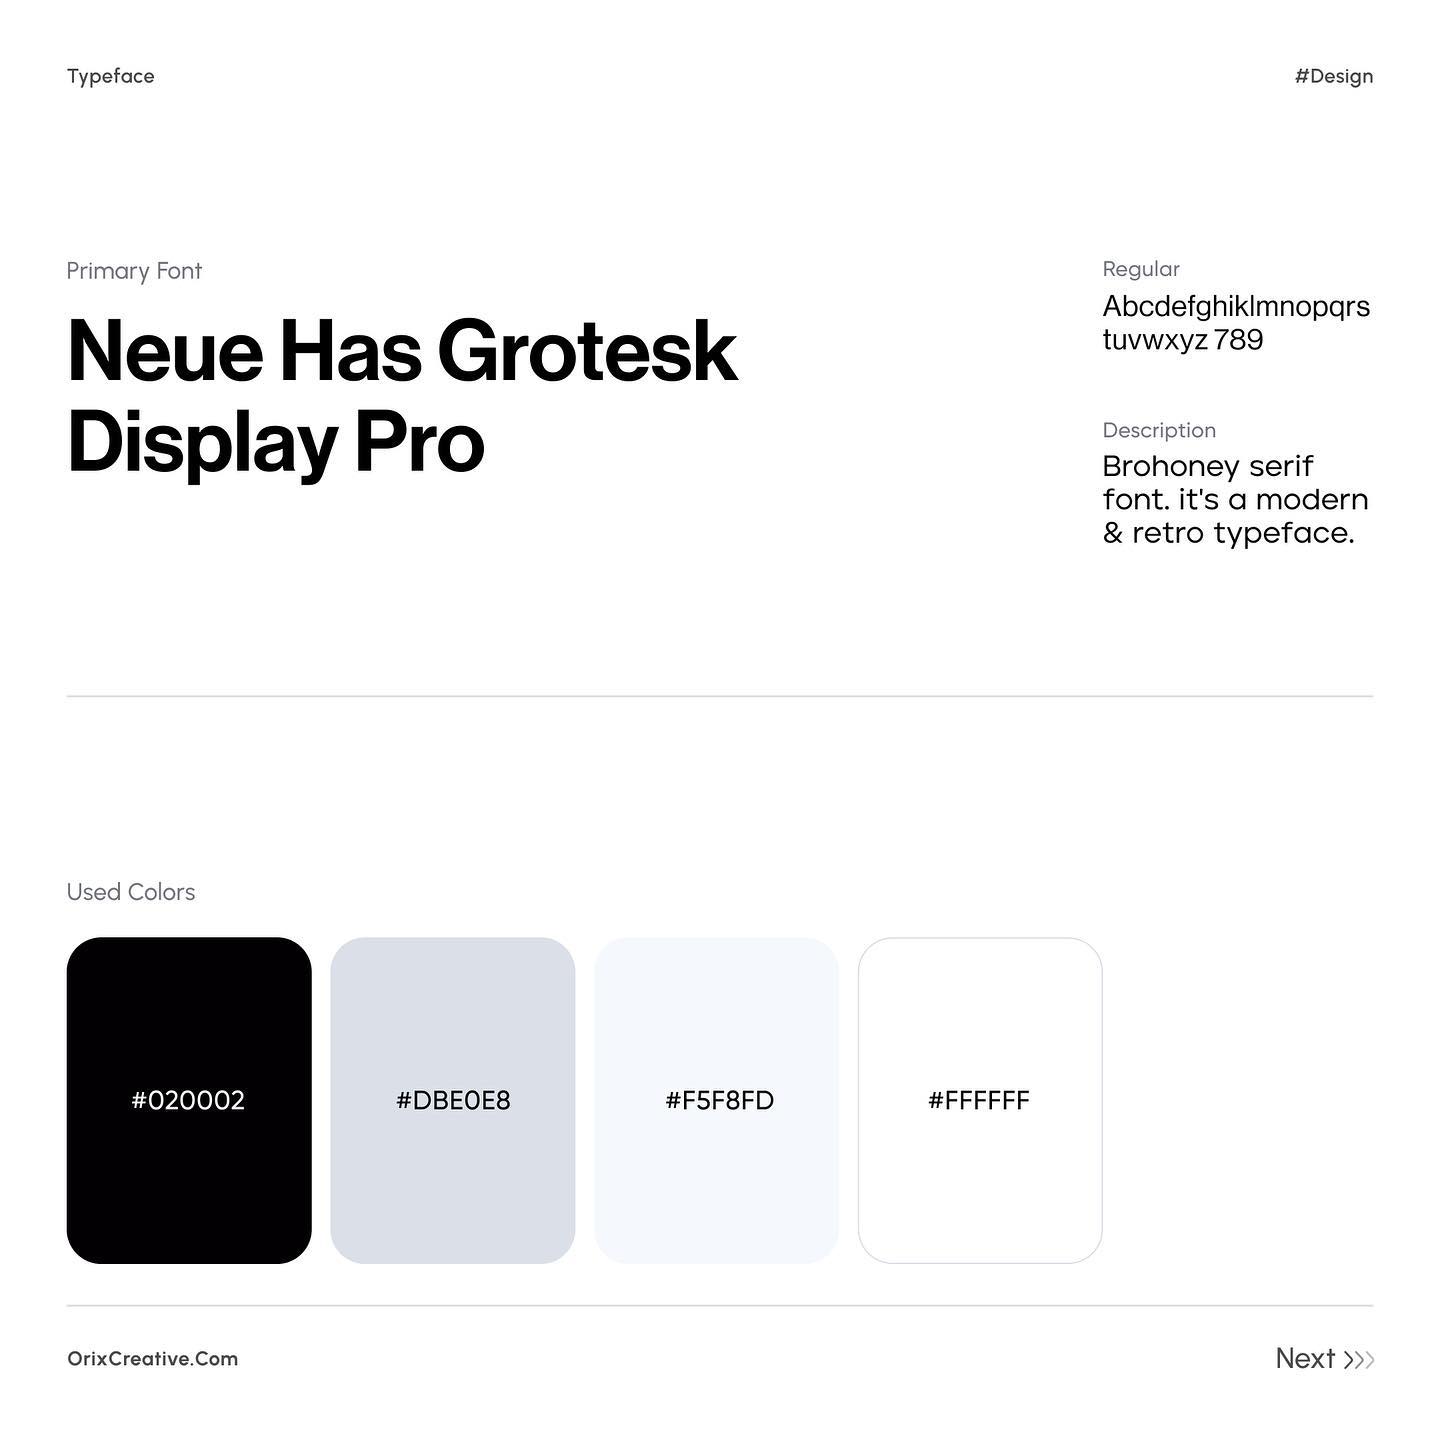 Typeface
#Design
Primary Font
Neue Has Grotesk
Display Pro
Regular
Abcdefghiklmnopqrs
tuvwxyz 789
Description
Brohoney serif
font. it's a modern
& retro typeface.
Used Colors
#020002
#DBE0E8
#F5F8FD
#FFFFFF
OrixCreative.Com
Next